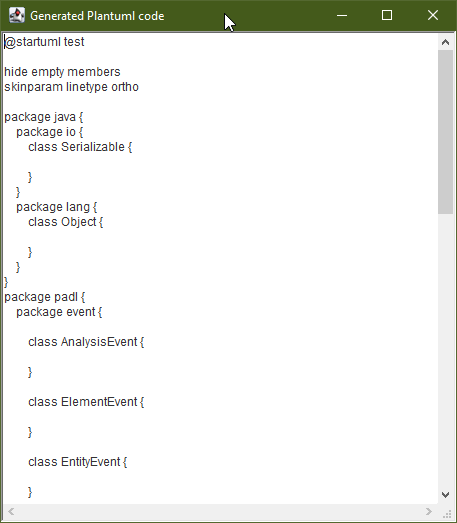 Generated Plantuml code
@startuml test
hide empty members
skinparam linetype ortho
package java {
package io {
class Serializable {
}
}
package lang {
class Object {
}
}
}
package padl {
package event {
class AnalysisEvent {
}
class ElementEvent {
}
class EntityEvent {
}